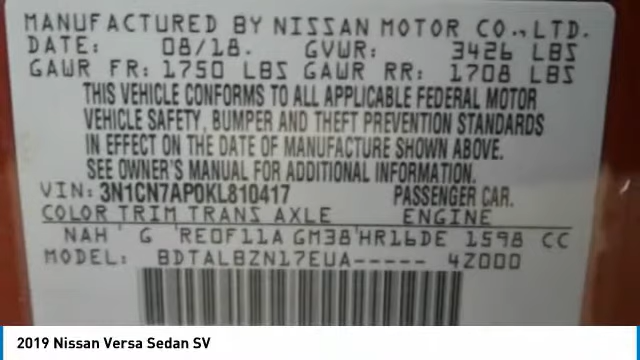 MANUFACTURED BY NISSAN MOTOR CO., LTD.
DATE: 08/18. GVWR: 3426 LBS
GAWR FR: 1750 LBS GAWR RR: 1708 LBS
THIS VEHICLE CONFORMS TO ALL APPLICABLE FEDERAL MOTOR
VEHICLE SAFETY, BUMPER AND THEFT PREVENTION STANDARDS
IN EFFECT ON THE DATE OF MANUFACTURE SHOWN ABOVE.
SEE OWNER'S MANUAL FOR ADDITIONAL INFORMATION.
VIN: 3N1CN7AP0KL810417 PASSENGER CAR.
COLOR TRIM TRANS AXLE ENGINE
NAH G RE0F11A GM38 HR16DE 1598 CC
MODEL: BDTALBZN17EUA----- 4Z000
2019 Nissan Versa Sedan SV